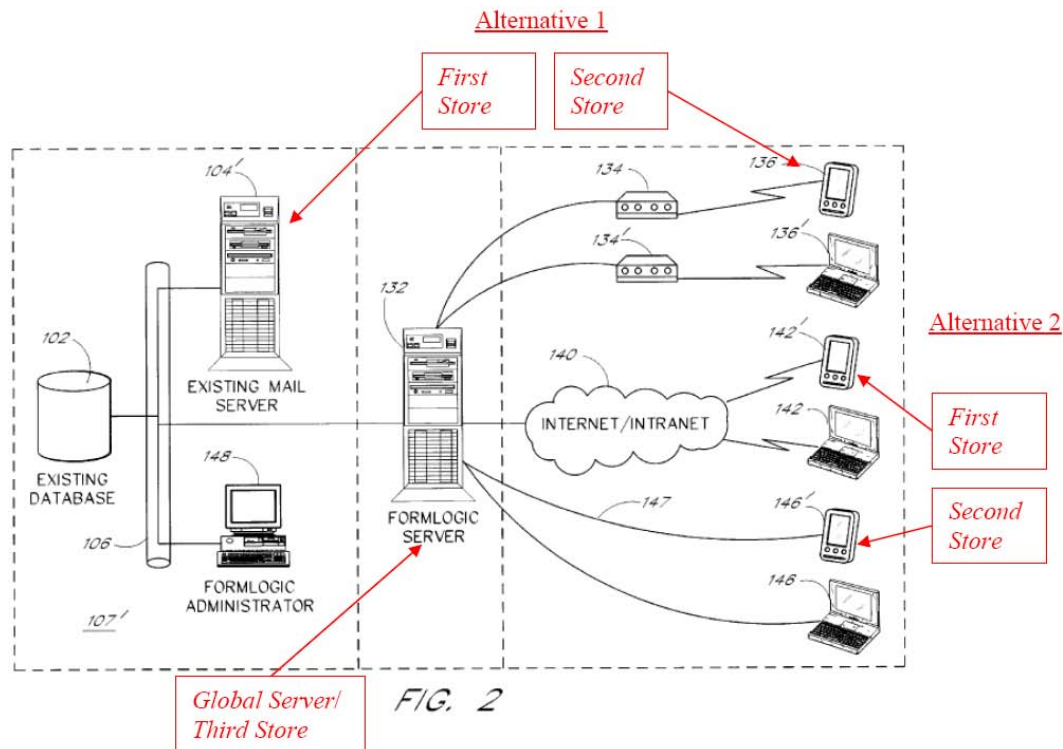 Alternative 1
First
Store
Second
Store
104'
136
134
136'
134'
132
142'
Alternative 2
102
140
EXISTING MAIL
SERVER
INTERNET/INTRANET
142
First
Store
EXISTING
DATABASE
148
FORMLOGIC
SERVER
147
146'
Second
Store
106
FORMLOGIC
ADMINISTRATOR
146
107'
Global Server/
Third Store
FIG. 2